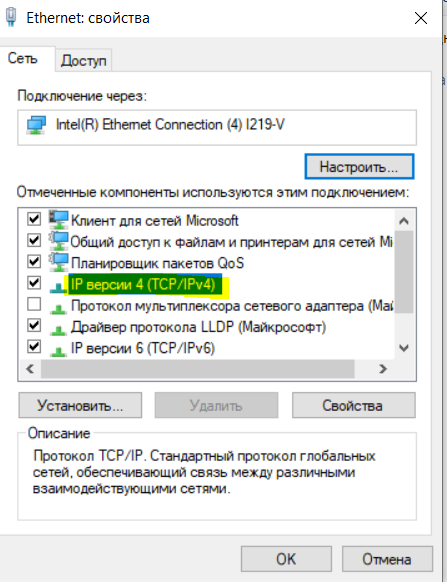 Ethernet: свойства
Сеть
Доступ
Подключение через:
Intel(R) Ethernet Connection (4) I219-V
Настроить...
Отмеченные компоненты используются этим подключением:
Клиент для сетей Microsoft
Общий доступ к файлам и принтерам для сетей Mi
Планировщик пакетов QoS
IP версии 4 (TCP/IPv4)
Протокол мультиплексора сетевого адаптера (Май
Драйвер протокола LLDP (Майкрософт)
IP версии 6 (TCP/IPv6)
Установить...
Удалить
Свойства
Описание
Протокол TCP/IP. Стандартный протокол глобальных
сетей, обеспечивающий связь между различными
взаимодействующими сетями.
OK
Отмена